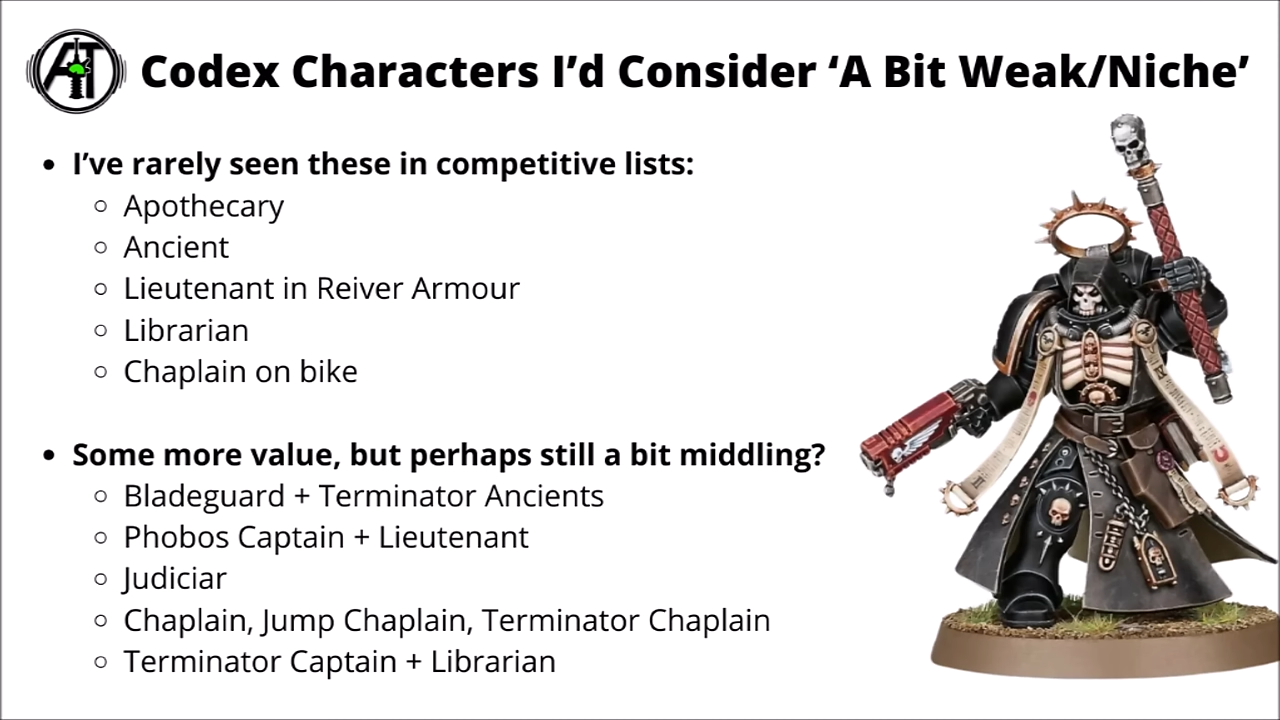 AT
Codex Characters I’d Consider ‘A Bit Weak/Niche’
• I’ve rarely seen these in competitive lists:
○ Apothecary
○ Ancient
○ Lieutenant in Reiver Armour
○ Librarian
○ Chaplain on bike
• Some more value, but perhaps still a bit middling?
○ Bladeguard + Terminator Ancients
○ Phobos Captain + Lieutenant
○ Judiciar
○ Chaplain, Jump Chaplain, Terminator Chaplain
○ Terminator Captain + Librarian